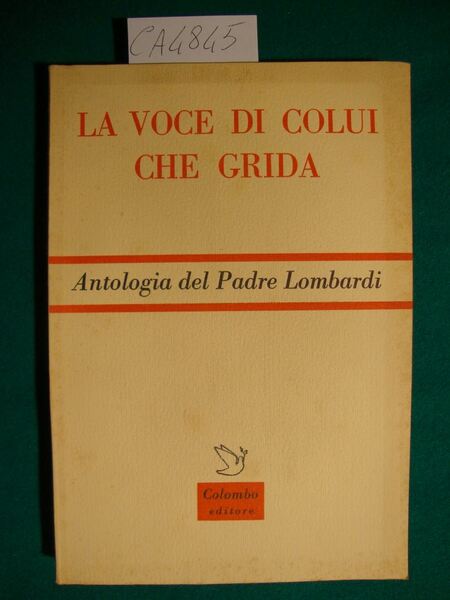 CA4845
LA VOCE DI COLUI
CHE GRIDA
Antologia del Padre Lombardi
Colombo
editore